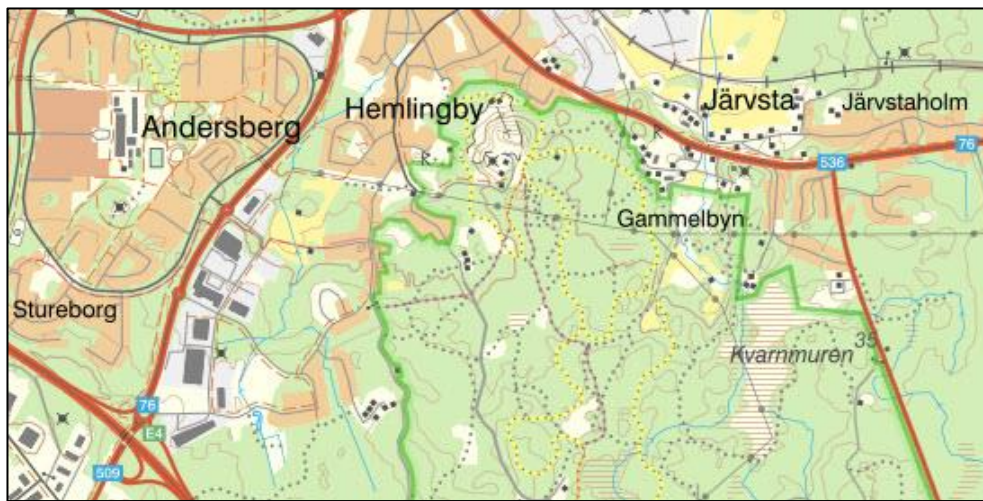 Andersberg
Hemlingby
Järvsta
Järvstaholm
536
76
Gammelbyn
Stureborg
Kvarnmuren
35
76
E4
509